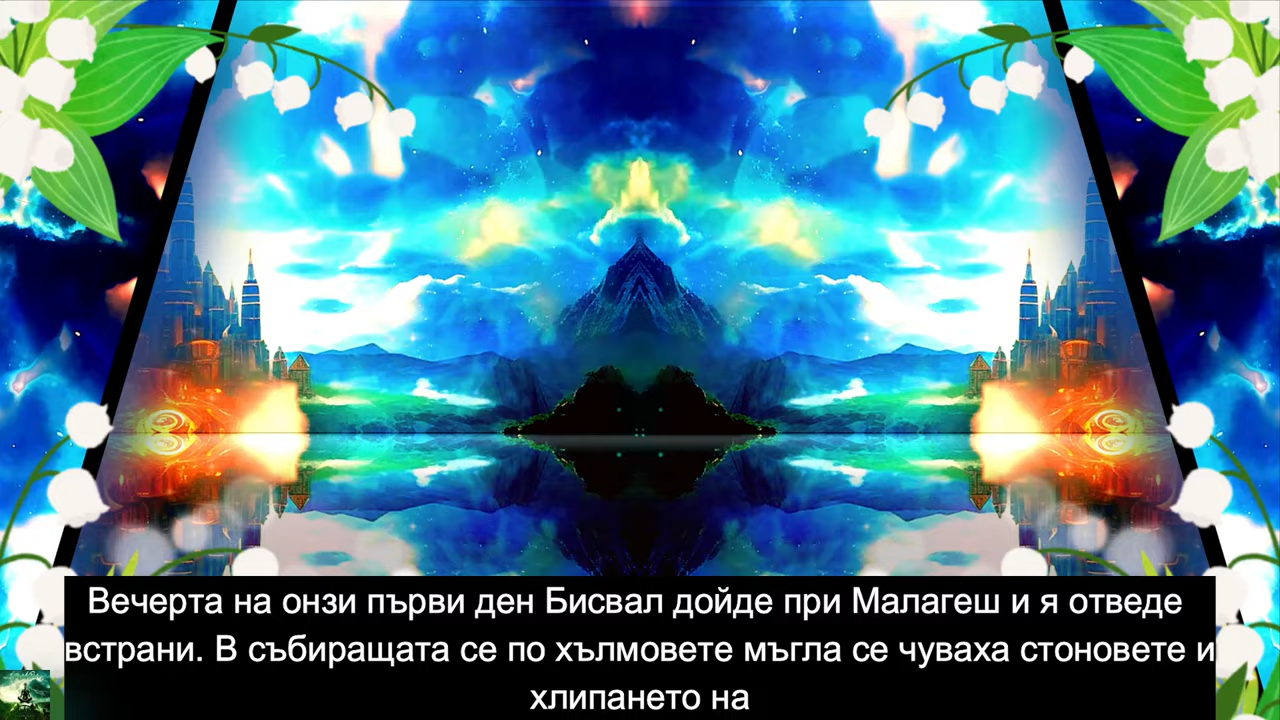 Вечерта на онзи първи ден Бисвал дойде при Малагеш и я отведе
встрани. В събиращата се по хълмовете мъгла се чуваха стоновете и
хлипането на